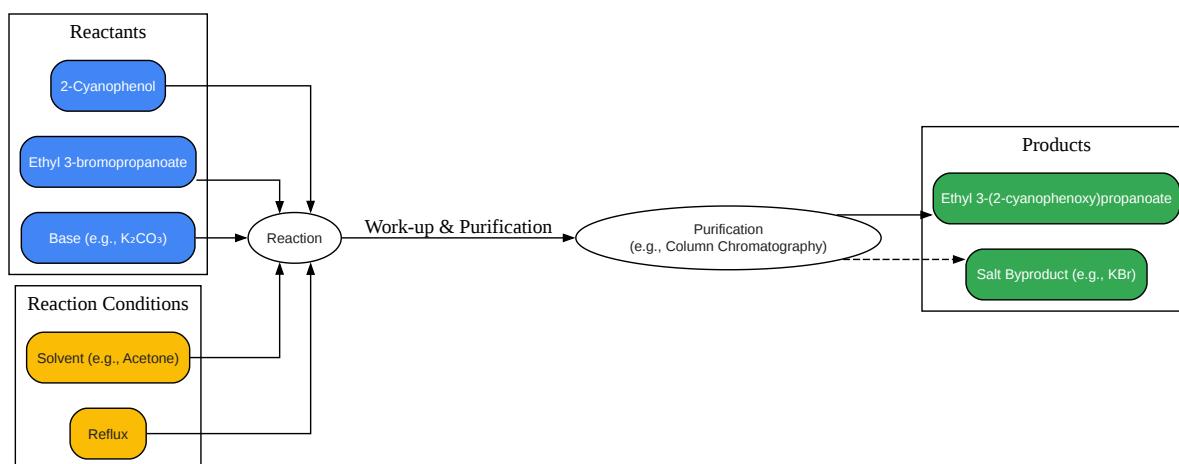 Reactants
2-Cyanophenol
Ethyl 3-bromopropanoate
Base (e.g., K₂CO₃)
Reaction Conditions
Solvent (e.g., Acetone)
Reflux
Reaction
Work-up & Purification
Purification
(e.g., Column Chromatography)
Products
Ethyl 3-(2-cyanophenoxy)propanoate
Salt Byproduct (e.g., KBr)